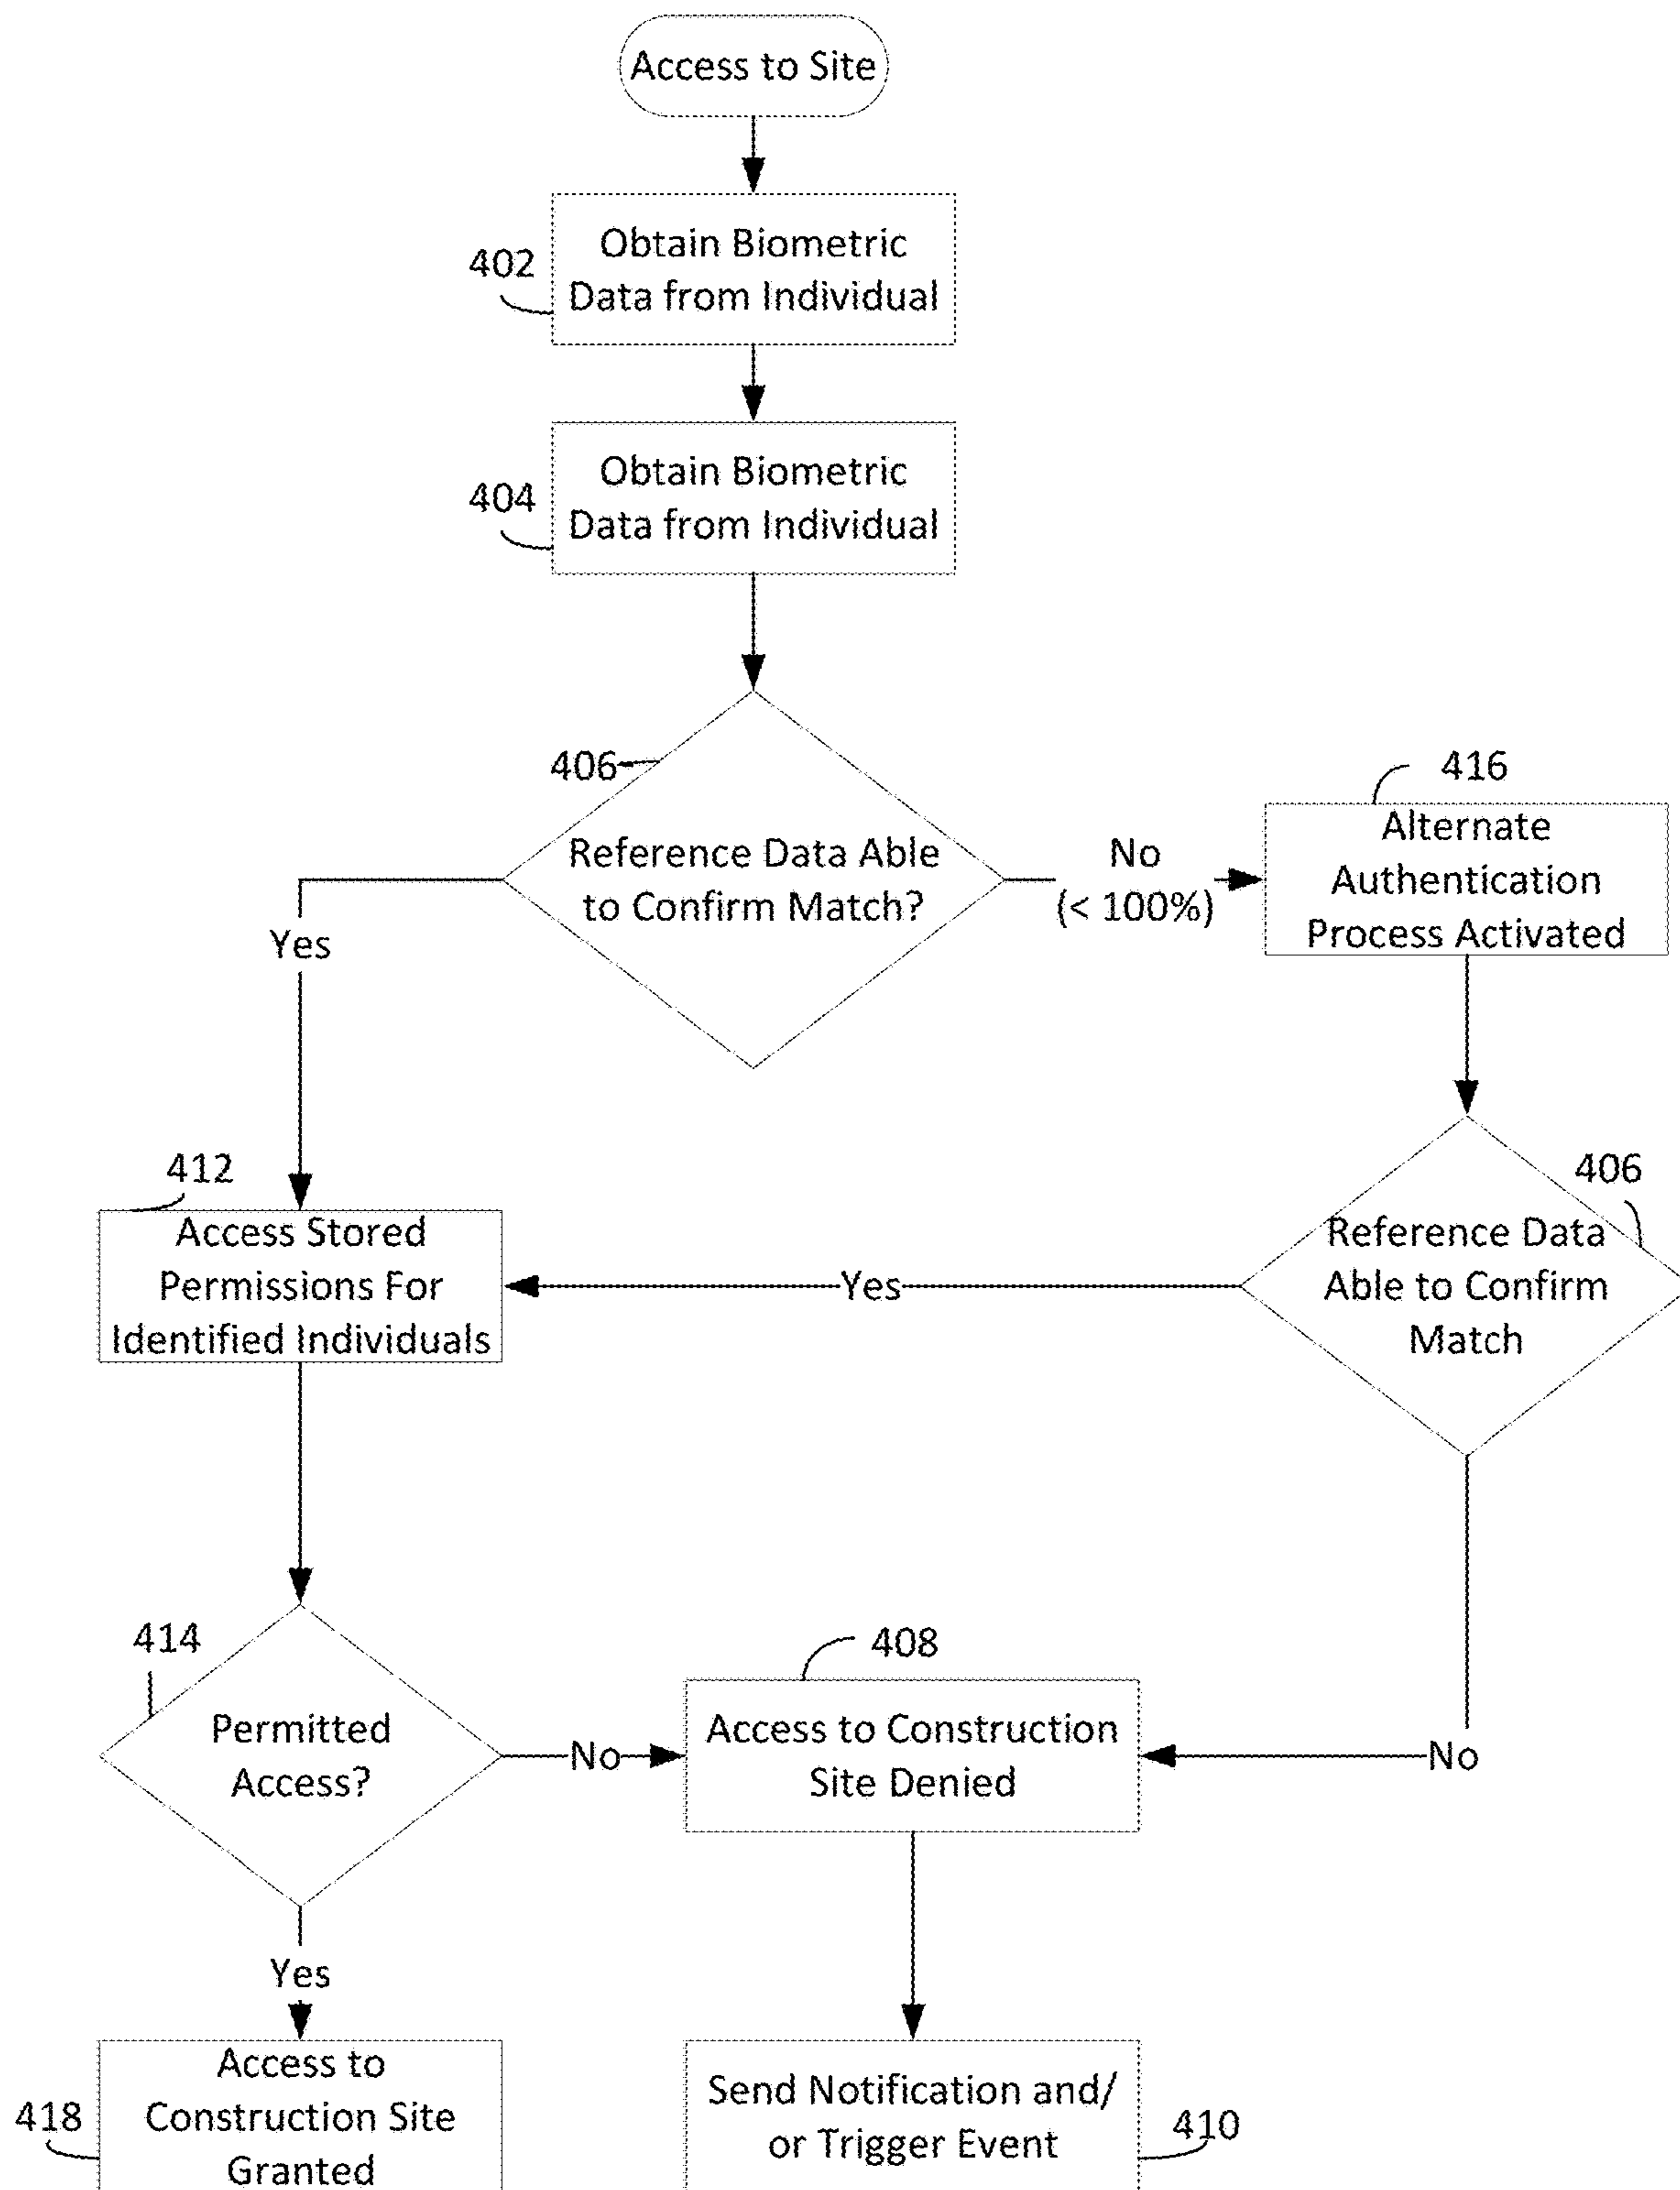 Access to Site
402
Obtain Biometric
Data from Individual
404
Obtain Biometric
Data from Individual
406
Reference Data Able
to Confirm Match?
No
(< 100%)
416
Alternate
Authentication
Process Activated
Yes
412
Access Stored
Permissions For
Identified Individuals
Yes
406
Reference Data
Able to Confirm
Match
414
Permitted
Access?
No
408
Access to Construction
Site Denied
No
Yes
418
Access to
Construction Site
Granted
Send Notification and/
or Trigger Event
410